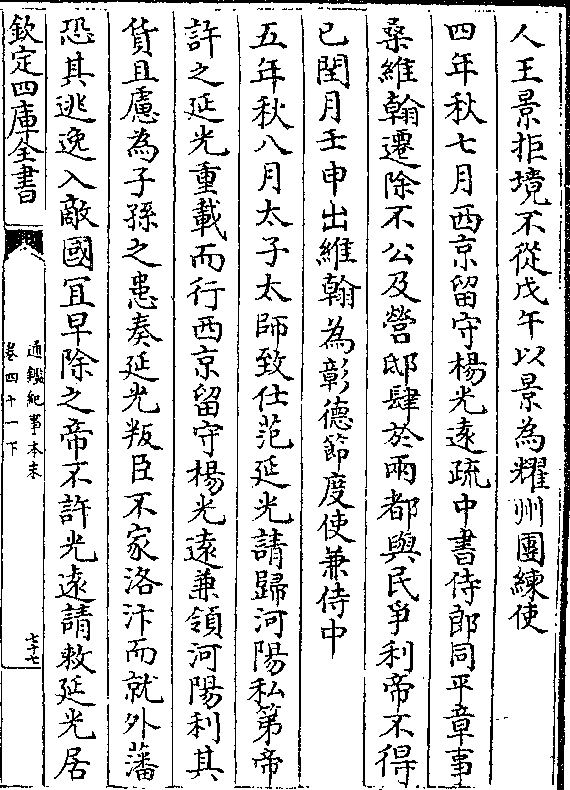 人王景拒境不從戊午以景為耀州團練使
四年秋七月西京留守楊光遠疏中書侍郎同平章事
桑維翰遷除不公及營邸肆於兩都與民爭利帝不得
已閏月壬申出維翰為彰德節度使兼侍中
五年秋八月太子太師致仕范延光請歸河陽私第帝
許之延光重載而行西京留守楊光遠兼領河陽利其
貨且慮為子孫之患奏延光叛臣不家洛汴而就外藩
恐其逃逸入敵國宜早除之帝不許光遠請敕延光居
欽定四庫全書
通鑑紀事本末
卷四十一下
七十七